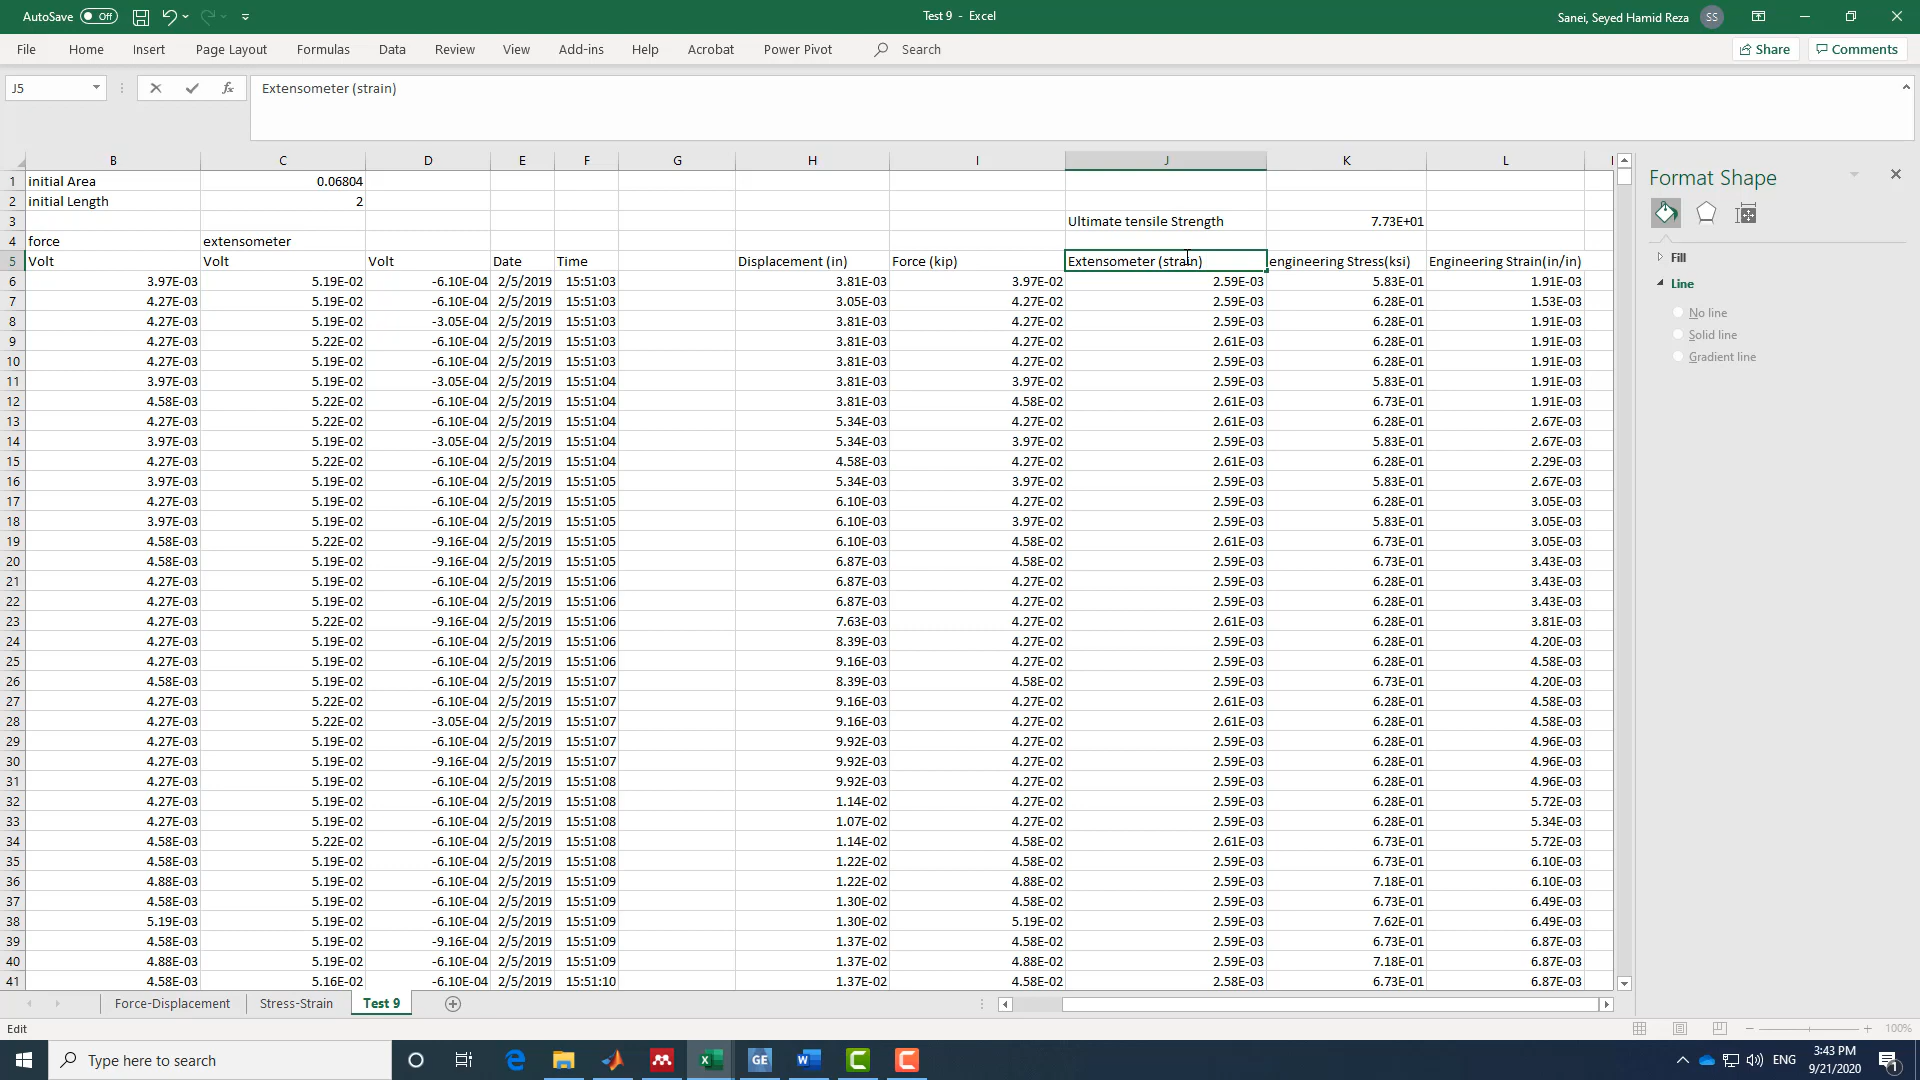 AutoSave Off Test 9 - Excel Sanei, Seyed Hamid Reza SS
File Home Insert Page Layout Formulas Data Review View Add-ins Help Acrobat Power Pivot Search Share Comments
J5 fx Extensometer (strain)
B C D E F G H I J K L
Format Shape
1 initial Area 0.06804
2 initial Length 2
3 Ultimate tensile Strength 7.73E+01
4 force extensometer
5 Volt Volt Volt Date Time Displacement (in) Force (kip) Extensometer (strain) engineering Stress(ksi) Engineering Strain(in/in)
6 3.97E-03 5.19E-02 -6.10E-04 2/5/2019 15:51:03 3.81E-03 3.97E-02 2.59E-03 5.83E-01 1.91E-03
7 4.27E-03 5.19E-02 -6.10E-04 2/5/2019 15:51:03 3.05E-03 4.27E-02 2.59E-03 6.28E-01 1.53E-03
8 4.27E-03 5.19E-02 -3.05E-04 2/5/2019 15:51:03 3.81E-03 4.27E-02 2.59E-03 6.28E-01 1.91E-03
9 4.27E-03 5.22E-02 -6.10E-04 2/5/2019 15:51:03 3.81E-03 4.27E-02 2.61E-03 6.28E-01 1.91E-03
10 4.27E-03 5.19E-02 -6.10E-04 2/5/2019 15:51:03 3.81E-03 4.27E-02 2.59E-03 6.28E-01 1.91E-03
11 3.97E-03 5.19E-02 -3.05E-04 2/5/2019 15:51:04 3.81E-03 3.97E-02 2.59E-03 5.83E-01 1.91E-03
12 4.58E-03 5.22E-02 -6.10E-04 2/5/2019 15:51:04 3.81E-03 4.58E-02 2.61E-03 6.73E-01 1.91E-03
13 4.27E-03 5.22E-02 -6.10E-04 2/5/2019 15:51:04 5.34E-03 4.27E-02 2.61E-03 6.28E-01 2.67E-03
14 3.97E-03 5.19E-02 -3.05E-04 2/5/2019 15:51:04 5.34E-03 3.97E-02 2.59E-03 5.83E-01 2.67E-03
15 4.27E-03 5.22E-02 -6.10E-04 2/5/2019 15:51:04 4.58E-03 4.27E-02 2.61E-03 6.28E-01 2.29E-03
16 3.97E-03 5.19E-02 -6.10E-04 2/5/2019 15:51:05 5.34E-03 3.97E-02 2.59E-03 5.83E-01 2.67E-03
17 4.27E-03 5.19E-02 -6.10E-04 2/5/2019 15:51:05 6.10E-03 4.27E-02 2.59E-03 6.28E-01 3.05E-03
18 3.97E-03 5.19E-02 -6.10E-04 2/5/2019 15:51:05 6.10E-03 3.97E-02 2.59E-03 5.83E-01 3.05E-03
19 4.58E-03 5.22E-02 -9.16E-04 2/5/2019 15:51:05 6.10E-03 4.58E-02 2.61E-03 6.73E-01 3.05E-03
20 4.58E-03 5.19E-02 -9.16E-04 2/5/2019 15:51:05 6.87E-03 4.58E-02 2.59E-03 6.73E-01 3.43E-03
21 4.27E-03 5.19E-02 -6.10E-04 2/5/2019 15:51:06 6.87E-03 4.27E-02 2.59E-03 6.28E-01 3.43E-03
22 4.27E-03 5.19E-02 -6.10E-04 2/5/2019 15:51:06 6.87E-03 4.27E-02 2.59E-03 6.28E-01 3.43E-03
23 4.27E-03 5.22E-02 -9.16E-04 2/5/2019 15:51:06 7.63E-03 4.27E-02 2.61E-03 6.28E-01 3.81E-03
24 4.27E-03 5.19E-02 -6.10E-04 2/5/2019 15:51:06 8.39E-03 4.27E-02 2.59E-03 6.28E-01 4.20E-03
25 4.27E-03 5.19E-02 -6.10E-04 2/5/2019 15:51:06 9.16E-03 4.27E-02 2.59E-03 6.28E-01 4.58E-03
26 4.58E-03 5.19E-02 -6.10E-04 2/5/2019 15:51:07 8.39E-03 4.58E-02 2.59E-03 6.73E-01 4.20E-03
27 4.27E-03 5.22E-02 -6.10E-04 2/5/2019 15:51:07 9.16E-03 4.27E-02 2.61E-03 6.28E-01 4.58E-03
28 4.27E-03 5.22E-02 -3.05E-04 2/5/2019 15:51:07 9.16E-03 4.27E-02 2.61E-03 6.28E-01 4.58E-03
29 4.27E-03 5.19E-02 -6.10E-04 2/5/2019 15:51:07 9.92E-03 4.27E-02 2.59E-03 6.28E-01 4.96E-03
30 4.27E-03 5.19E-02 -9.16E-04 2/5/2019 15:51:07 9.92E-03 4.27E-02 2.59E-03 6.28E-01 4.96E-03
31 4.27E-03 5.19E-02 -6.10E-04 2/5/2019 15:51:08 9.92E-03 4.27E-02 2.59E-03 6.28E-01 4.96E-03
32 4.27E-03 5.19E-02 -6.10E-04 2/5/2019 15:51:08 1.14E-02 4.27E-02 2.59E-03 6.28E-01 5.72E-03
33 4.27E-03 5.19E-02 -6.10E-04 2/5/2019 15:51:08 1.07E-02 4.27E-02 2.59E-03 6.28E-01 5.34E-03
34 4.58E-03 5.22E-02 -6.10E-04 2/5/2019 15:51:08 1.14E-02 4.58E-02 2.61E-03 6.73E-01 5.72E-03
35 4.58E-03 5.19E-02 -6.10E-04 2/5/2019 15:51:08 1.22E-02 4.58E-02 2.59E-03 6.73E-01 6.10E-03
36 4.88E-03 5.19E-02 -6.10E-04 2/5/2019 15:51:09 1.22E-02 4.88E-02 2.59E-03 7.18E-01 6.10E-03
37 4.58E-03 5.19E-02 -6.10E-04 2/5/2019 15:51:09 1.30E-02 4.58E-02 2.59E-03 6.73E-01 6.49E-03
38 5.19E-03 5.19E-02 -6.10E-04 2/5/2019 15:51:09 1.30E-02 5.19E-02 2.59E-03 7.62E-01 6.49E-03
39 4.58E-03 5.19E-02 -9.16E-04 2/5/2019 15:51:09 1.37E-02 4.58E-02 2.59E-03 6.73E-01 6.87E-03
40 4.88E-03 5.19E-02 -6.10E-04 2/5/2019 15:51:09 1.37E-02 4.88E-02 2.59E-03 7.18E-01 6.87E-03
41 4.58E-03 5.16E-02 -6.10E-04 2/5/2019 15:51:10 1.37E-02 4.58E-02 2.58E-03 6.73E-01 6.87E-03
Fill
Line
No line
Solid line
Gradient line
Force-Displacement Stress-Strain Test 9
Edit 100%
Type here to search GE ENG 3:43 PM
9/21/2020 1